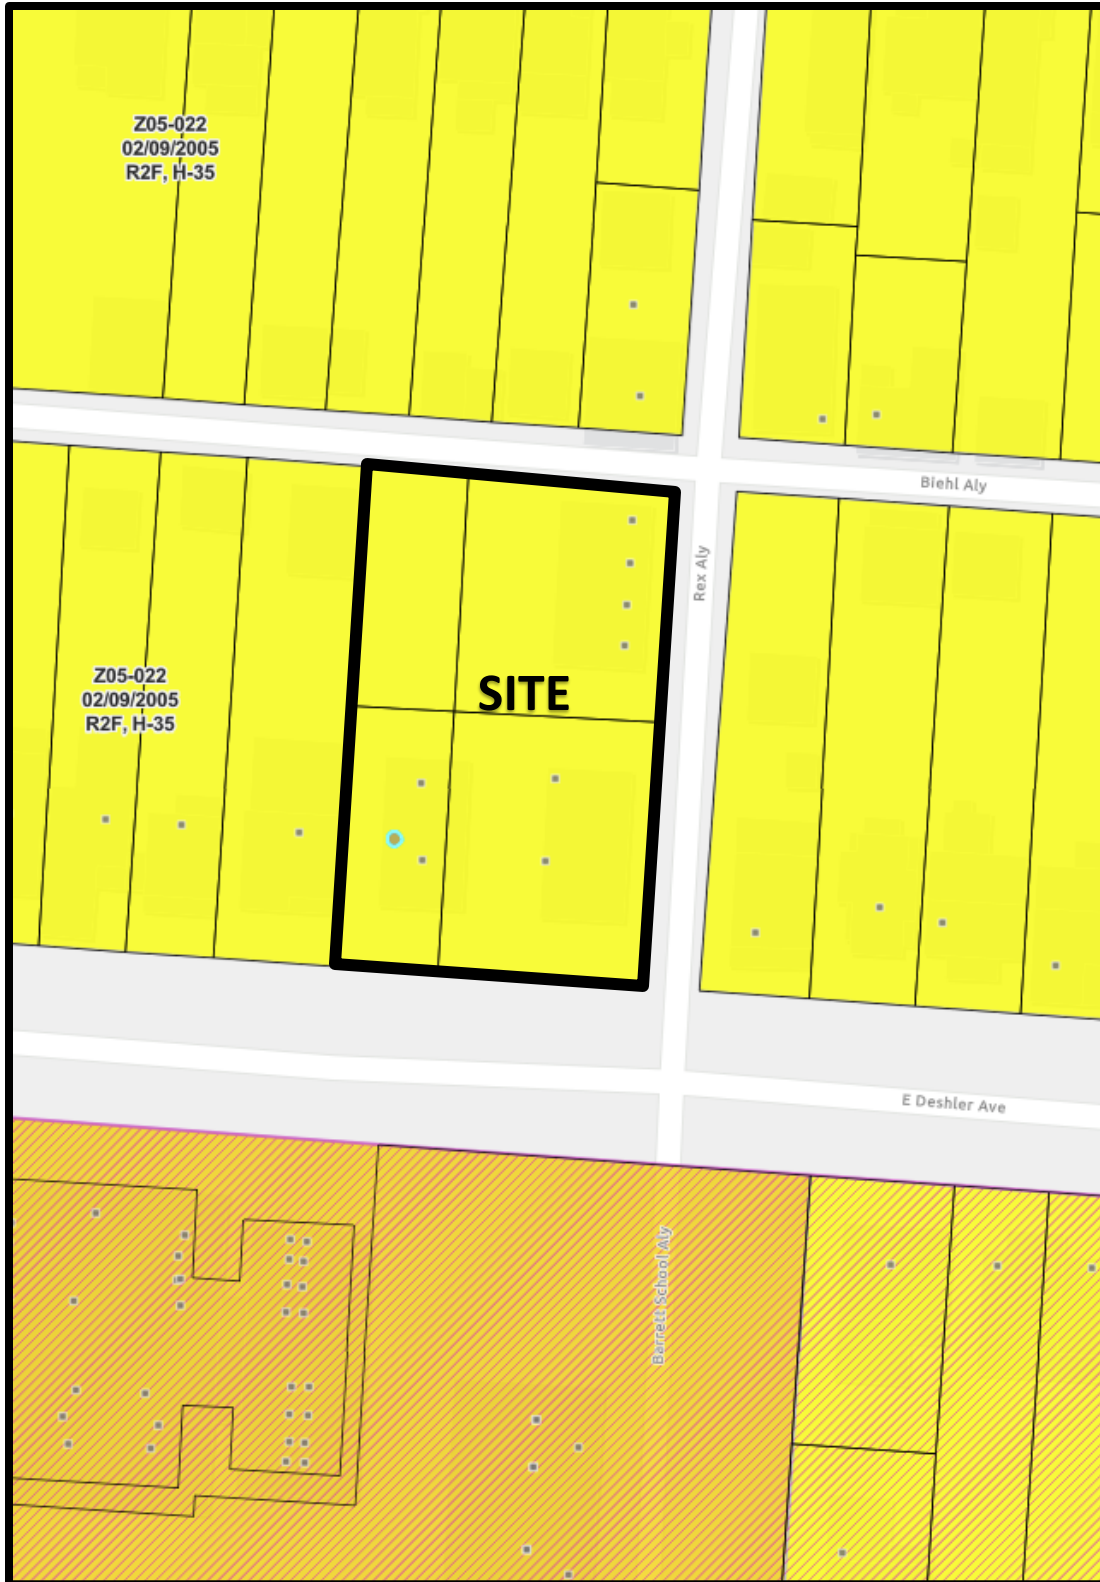 Z05-022
02/09/2005
R2F, H-35
Biehl Aly
Rex Aly
Z05-022
02/09/2005
R2F, H-35
SITE
E Deshler Ave
Barrett School Aly